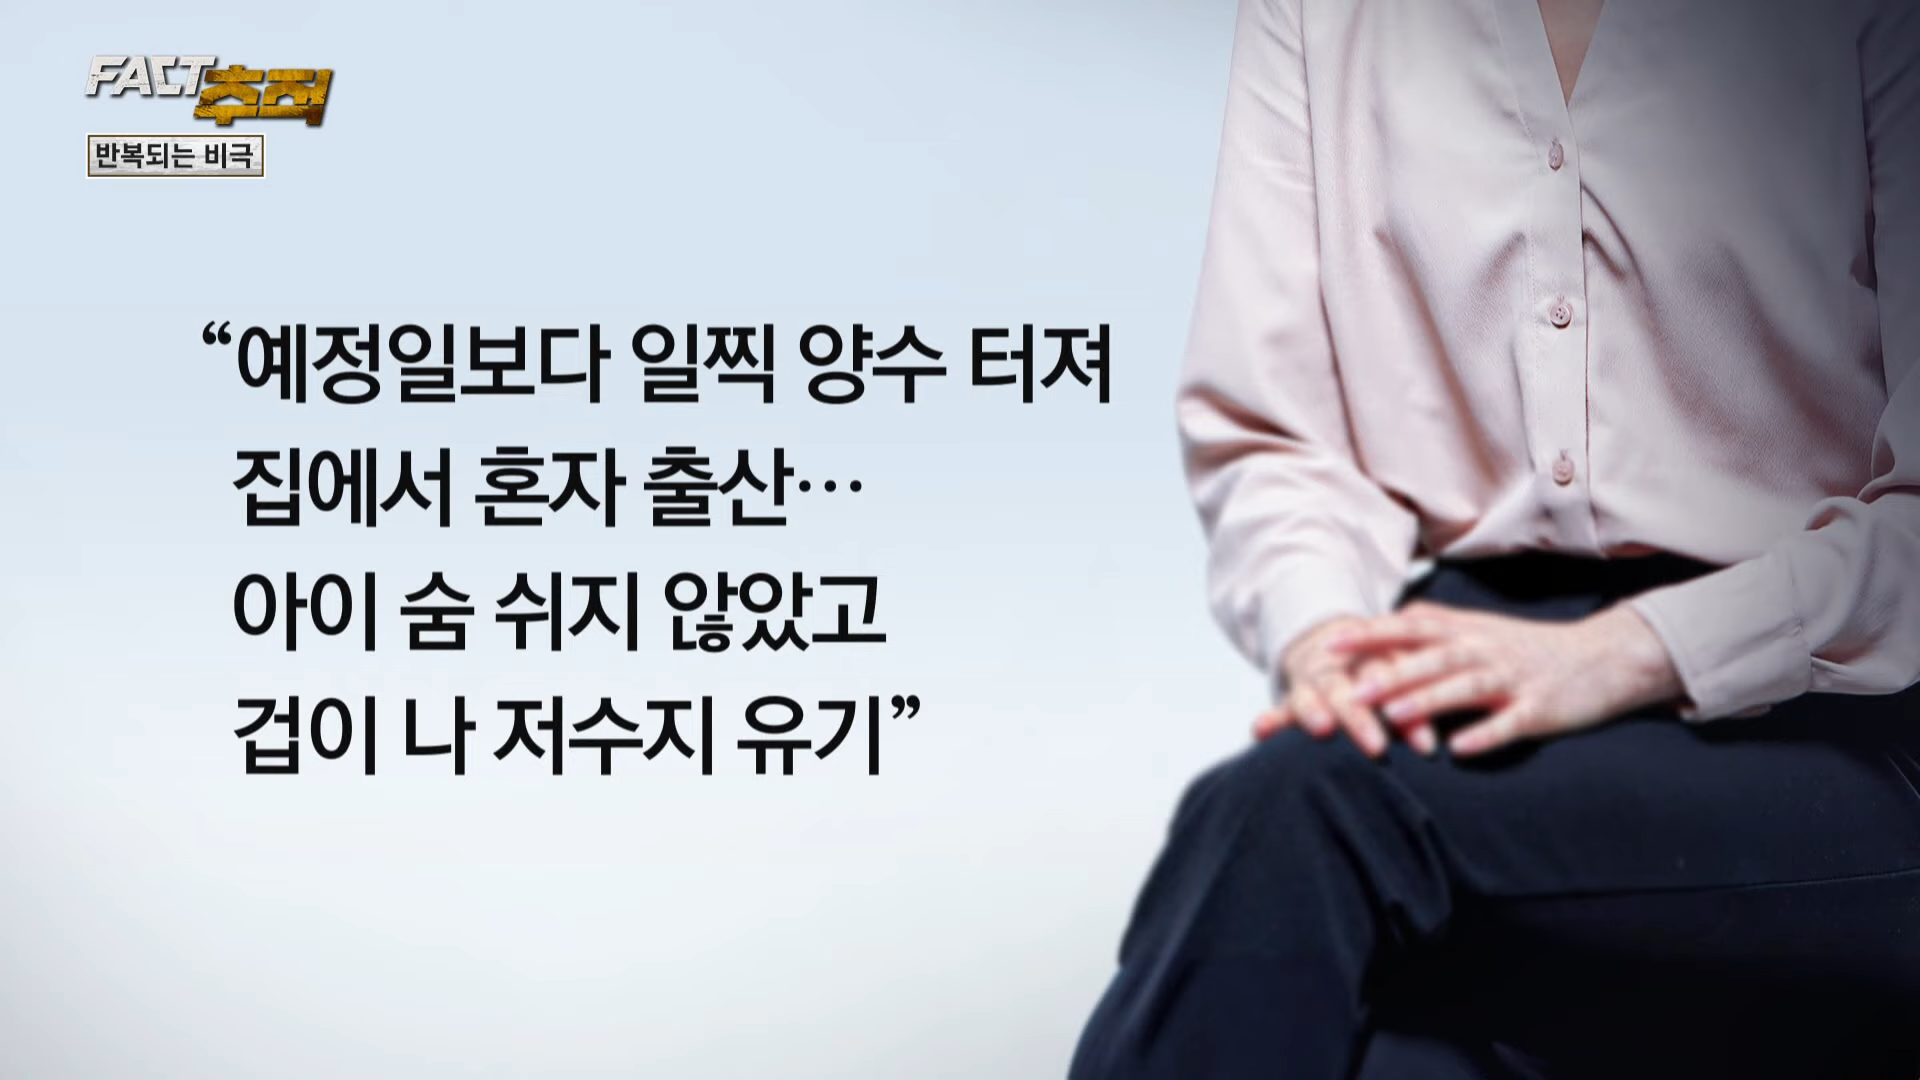 FACT추적
반복되는 비극
“예정일보다 일찍 양수 터져
집에서 혼자 출산…
아이 숨 쉬지 않았고
겁이 나 저수지 유기”